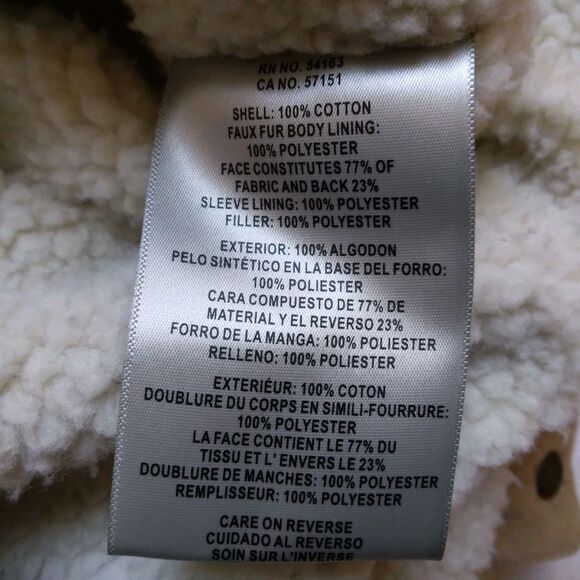 RN NO. 54163
CA NO. 57151
SHELL: 100% COTTON
FAUX FUR BODY LINING:
100% POLYESTER
FACE CONSTITUTES 77% OF
FABRIC AND BACK 23%
SLEEVE LINING: 100% POLYESTER
FILLER: 100% POLYESTER
EXTERIOR: 100% ALGODON
PELO SINTÉTICO EN LA BASE DEL FORRO:
100% POLIESTER
CARA COMPUESTO DE 77% DE
MATERIAL Y EL REVERSO 23%
FORRO DE LA MANGA: 100% POLIESTER
RELLENO: 100% POLIESTER
EXTERIÉUR: 100% COTON
DOUBLURE DU CORPS EN SIMILI-FOURRURE:
100% POLYESTER
LA FACE CONTIENT LE 77% DU
TISSU ET L' ENVERS LE 23%
DOUBLURE DE MANCHES: 100% POLYESTER
REMPLISSEUR: 100% POLYESTER
CARE ON REVERSE
CUIDADO AL REVERSO
SOIN SUR L'INVERSE